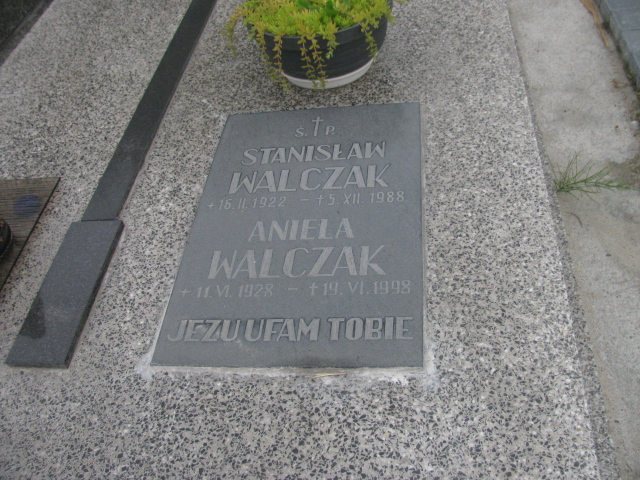 Ś.†P.
STANISŁAW
WALCZAK
+ 16.II.1922 – + 5.XII.1988
ANIELA
WALCZAK
+ 11.VI.1928 – + 19.VI.1998
JEZU UFAM TOBIE